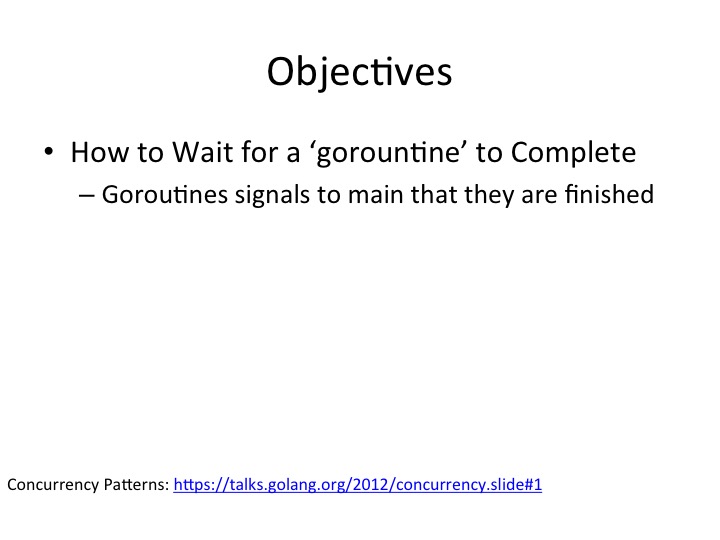 Objectives
• How to Wait for a ‘gorountine’ to Complete
– Goroutines signals to main that they are finished
Concurrency Patterns: https://talks.golang.org/2012/concurrency.slide#1